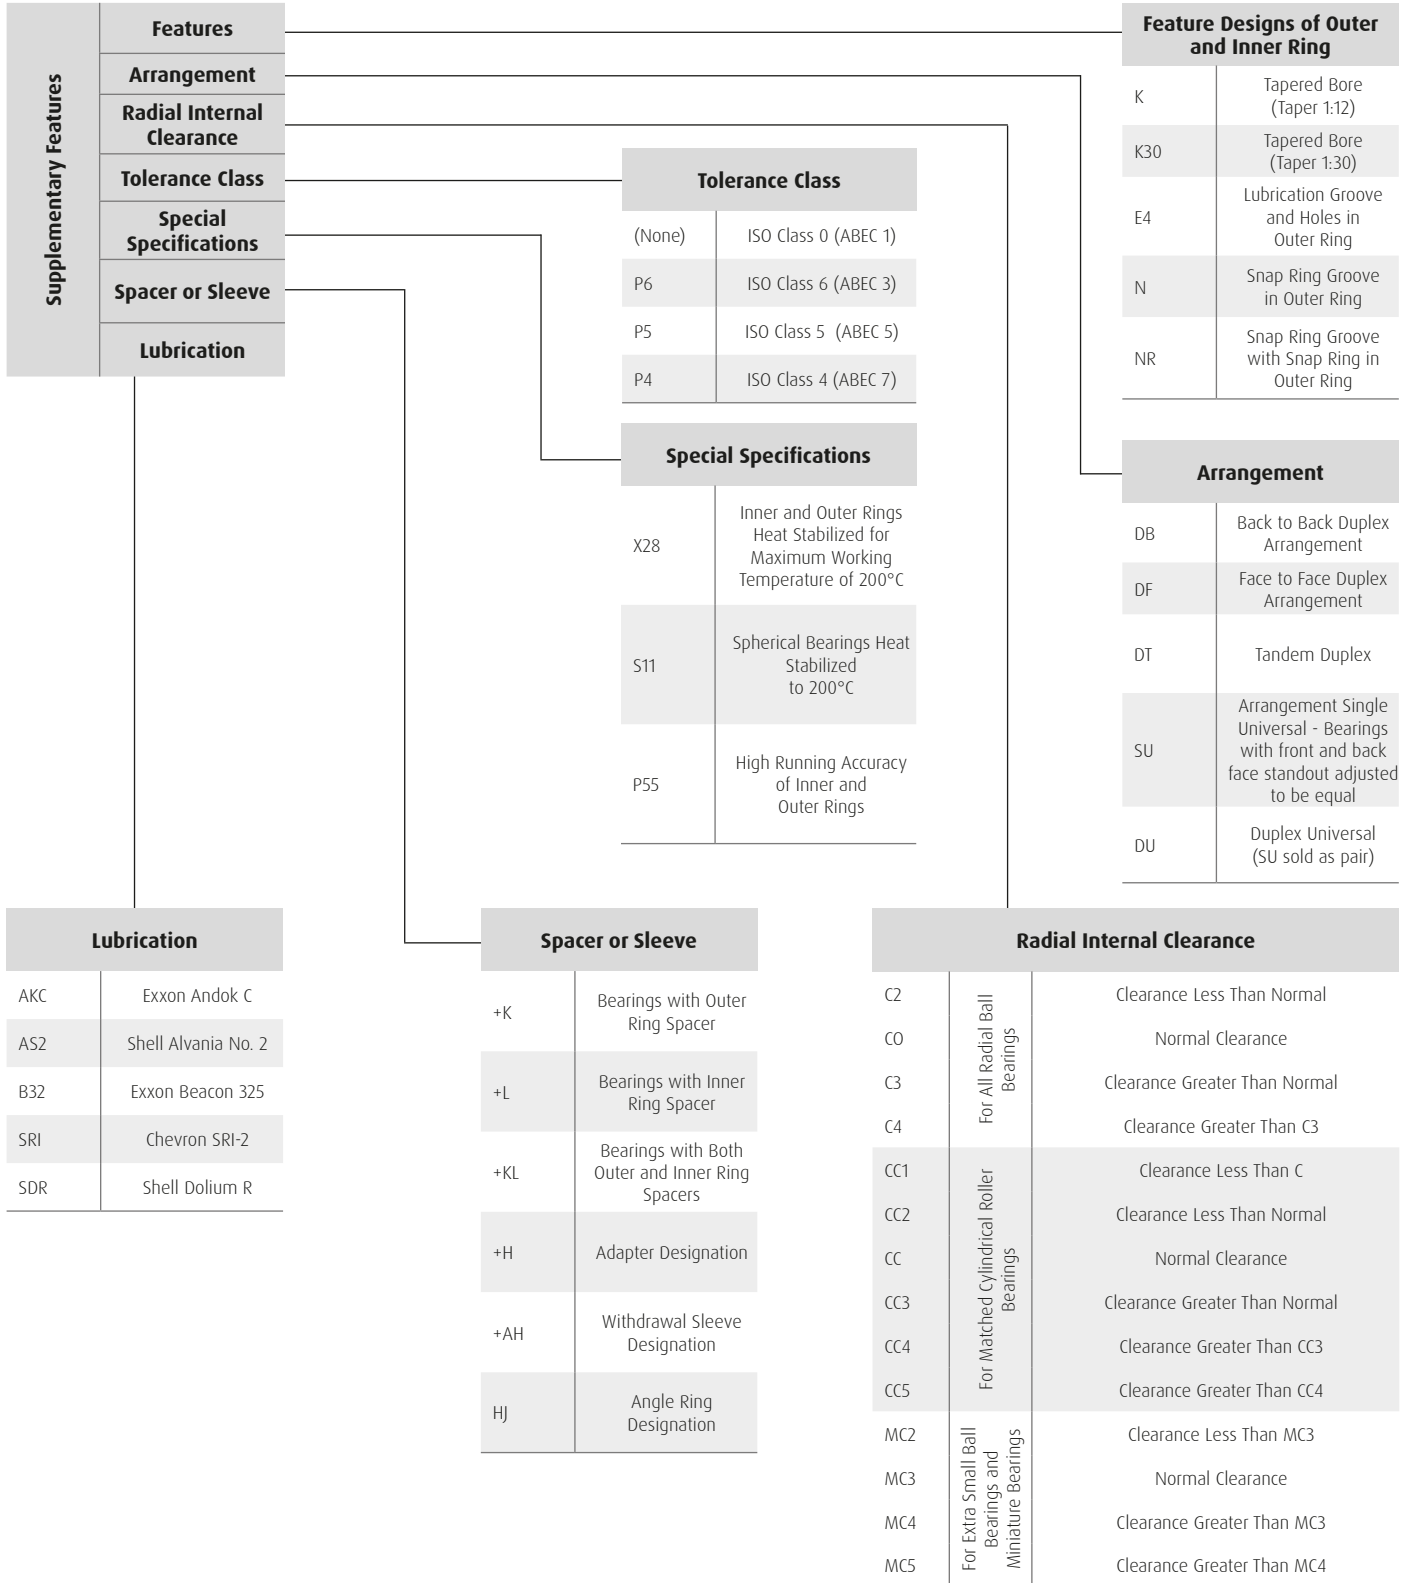 Supplementary Features
Features
Arrangement
Radial Internal
Clearance
Tolerance Class
Special
Specifications
Spacer or Sleeve
Lubrication
Feature Designs of Outer
and Inner Ring
K
Tapered Bore
(Taper 1:12)
K30
Tapered Bore
(Taper 1:30)
E4
Lubrication Groove
and Holes in
Outer Ring
N
Snap Ring Groove
in Outer Ring
NR
Snap Ring Groove
with Snap Ring in
Outer Ring
Tolerance Class
(None)
ISO Class 0 (ABEC 1)
P6
ISO Class 6 (ABEC 3)
P5
ISO Class 5 (ABEC 5)
P4
ISO Class 4 (ABEC 7)
Special Specifications
X28
Inner and Outer Rings
Heat Stabilized for
Maximum Working
Temperature of 200°C
S11
Spherical Bearings Heat
Stabilized
to 200°C
P55
High Running Accuracy
of Inner and
Outer Rings
Arrangement
DB
Back to Back Duplex
Arrangement
DF
Face to Face Duplex
Arrangement
DT
Tandem Duplex
SU
Arrangement Single
Universal - Bearings
with front and back
face standout adjusted
to be equal
DU
Duplex Universal
(SU sold as pair)
Lubrication
AKC
Exxon Andok C
AS2
Shell Alvania No. 2
B32
Exxon Beacon 325
SRI
Chevron SRI-2
SDR
Shell Dolium R
Spacer or Sleeve
+K
Bearings with Outer
Ring Spacer
+L
Bearings with Inner
Ring Spacer
+KL
Bearings with Both
Outer and Inner Ring
Spacers
+H
Adapter Designation
+AH
Withdrawal Sleeve
Designation
HJ
Angle Ring
Designation
Radial Internal Clearance
For All Radial Ball
Bearings
C2
Clearance Less Than Normal
CO
Normal Clearance
C3
Clearance Greater Than Normal
C4
Clearance Greater Than C3
For Matched Cylindrical Roller
Bearings
CC1
Clearance Less Than C
CC2
Clearance Less Than Normal
CC
Normal Clearance
CC3
Clearance Greater Than Normal
CC4
Clearance Greater Than CC3
CC5
Clearance Greater Than CC4
For Extra Small Ball
Bearings and
Miniature Bearings
MC2
Clearance Less Than MC3
MC3
Normal Clearance
MC4
Clearance Greater Than MC3
MC5
Clearance Greater Than MC4